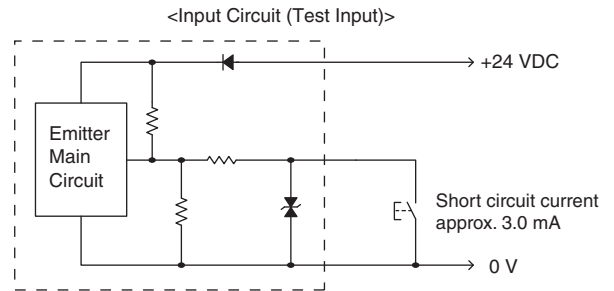 <Input Circuit (Test Input)>
+24 VDC
Emitter
Main
Circuit
Short circuit current
approx. 3.0 mA
0 V